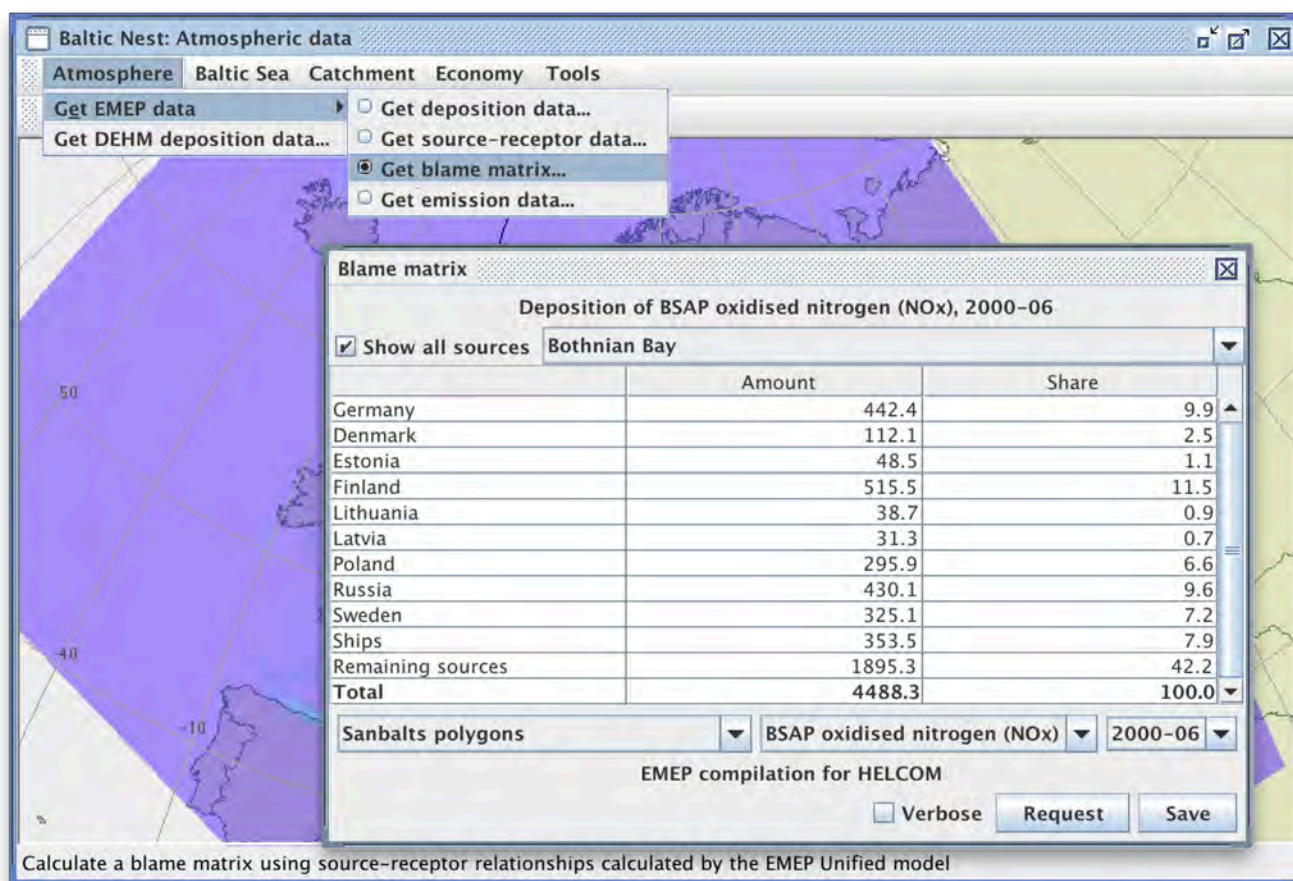 Baltic Nest: Atmospheric data
Atmosphere Baltic Sea Catchment Economy Tools
Get EMEP data
Get DEHM deposition data...
Get deposition data...
Get source-receptor data...
Get blame matrix...
Get emission data...
Blame matrix
Deposition of BSAP oxidised nitrogen (NOx), 2000-06
Show all sources Bothnian Bay
Amount Share
Germany 442.4 9.9
Denmark 112.1 2.5
Estonia 48.5 1.1
Finland 515.5 11.5
Lithuania 38.7 0.9
Latvia 31.3 0.7
Poland 295.9 6.6
Russia 430.1 9.6
Sweden 325.1 7.2
Ships 353.5 7.9
Remaining sources 1895.3 42.2
Total 4488.3 100.0
Sanbalts polygons BSAP oxidised nitrogen (NOx) 2000-06
EMEP compilation for HELCOM
Verbose Request Save
50
-40
-10
Calculate a blame matrix using source-receptor relationships calculated by the EMEP Unified model